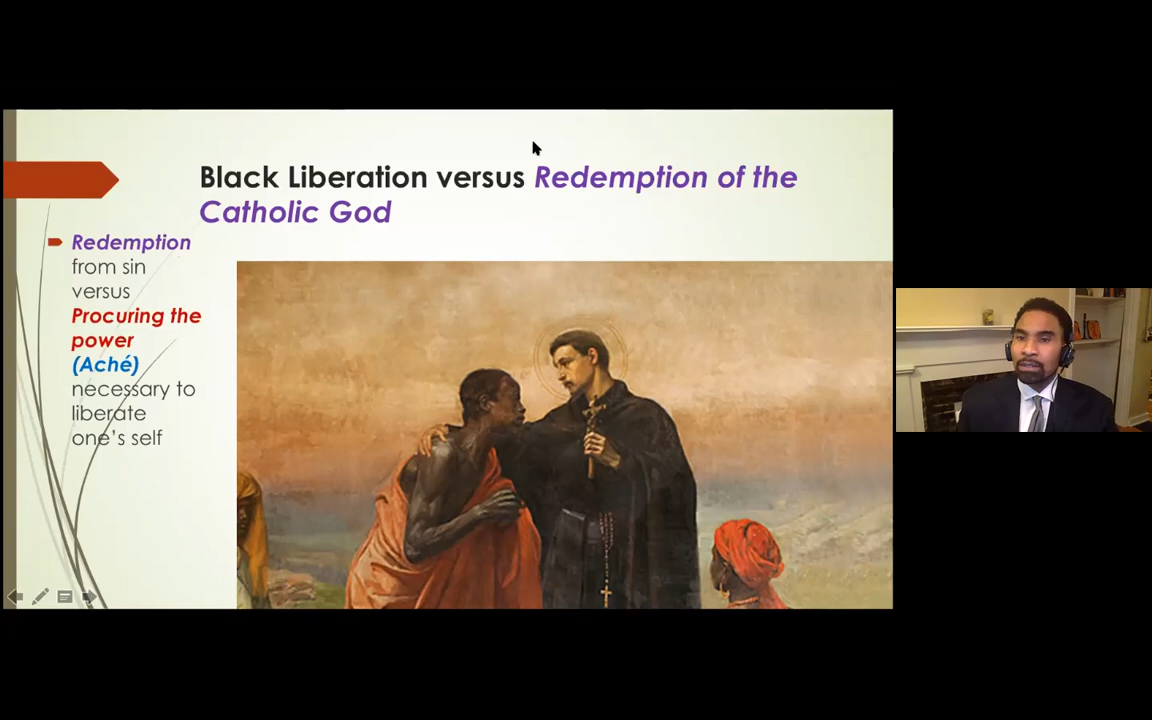 Black Liberation versus Redemption of the
Catholic God
Redemption
from sin
versus
Procuring the
power
(Aché)
necessary to
liberate
one's self